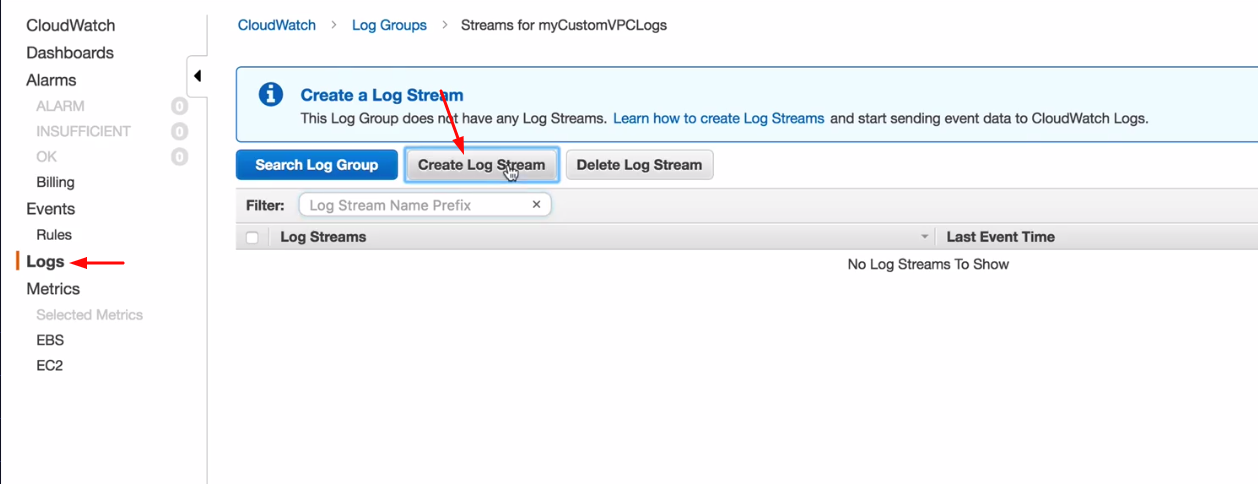 CloudWatch
Dashboards
Alarms
ALARM 0
INSUFFICIENT 0
OK 0
Billing
Events
Rules
Logs
Metrics
Selected Metrics
EBS
EC2
CloudWatch > Log Groups > Streams for myCustomVPCLogs
Create a Log Stream
This Log Group does not have any Log Streams. Learn how to create Log Streams and start sending event data to CloudWatch Logs.
Search Log Group Create Log Stream Delete Log Stream
Filter: Log Stream Name Prefix ×
Log Streams Last Event Time
No Log Streams To Show